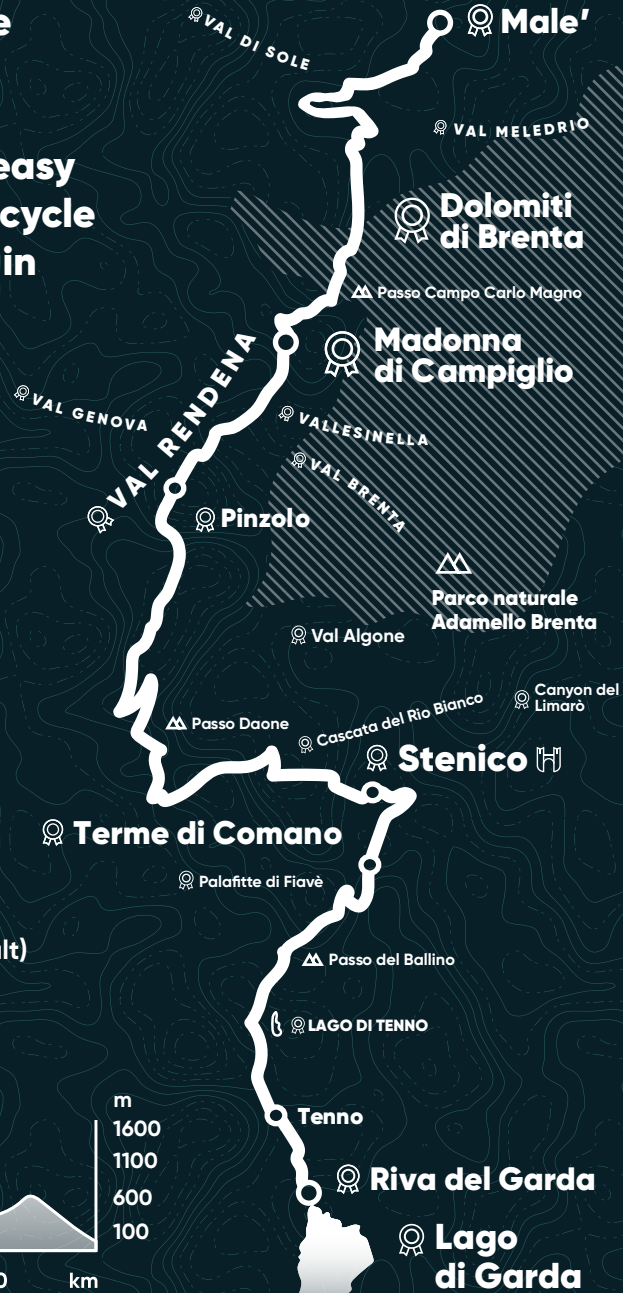 e
Male’
VAL DI SOLE
VAL MELEDRIO
easy
cycle
in
Dolomiti
di Brenta
Passo Campo Carlo Magno
Madonna
di Campiglio
VAL RENDENA
VAL GENOVA
VALLESINELLA
VAL BRENTA
Pinzolo
Parco naturale
Adamello Brenta
Val Algone
Canyon del
Limarò
Cascata del Rio Bianco
Passo Daone
Stenico
Terme di Comano
Palafitte di Fiavè
lt)
Passo del Ballino
LAGO DI TENNO
m
1600
1100
600
100
0 km
Tenno
Riva del Garda
Lago
di Garda